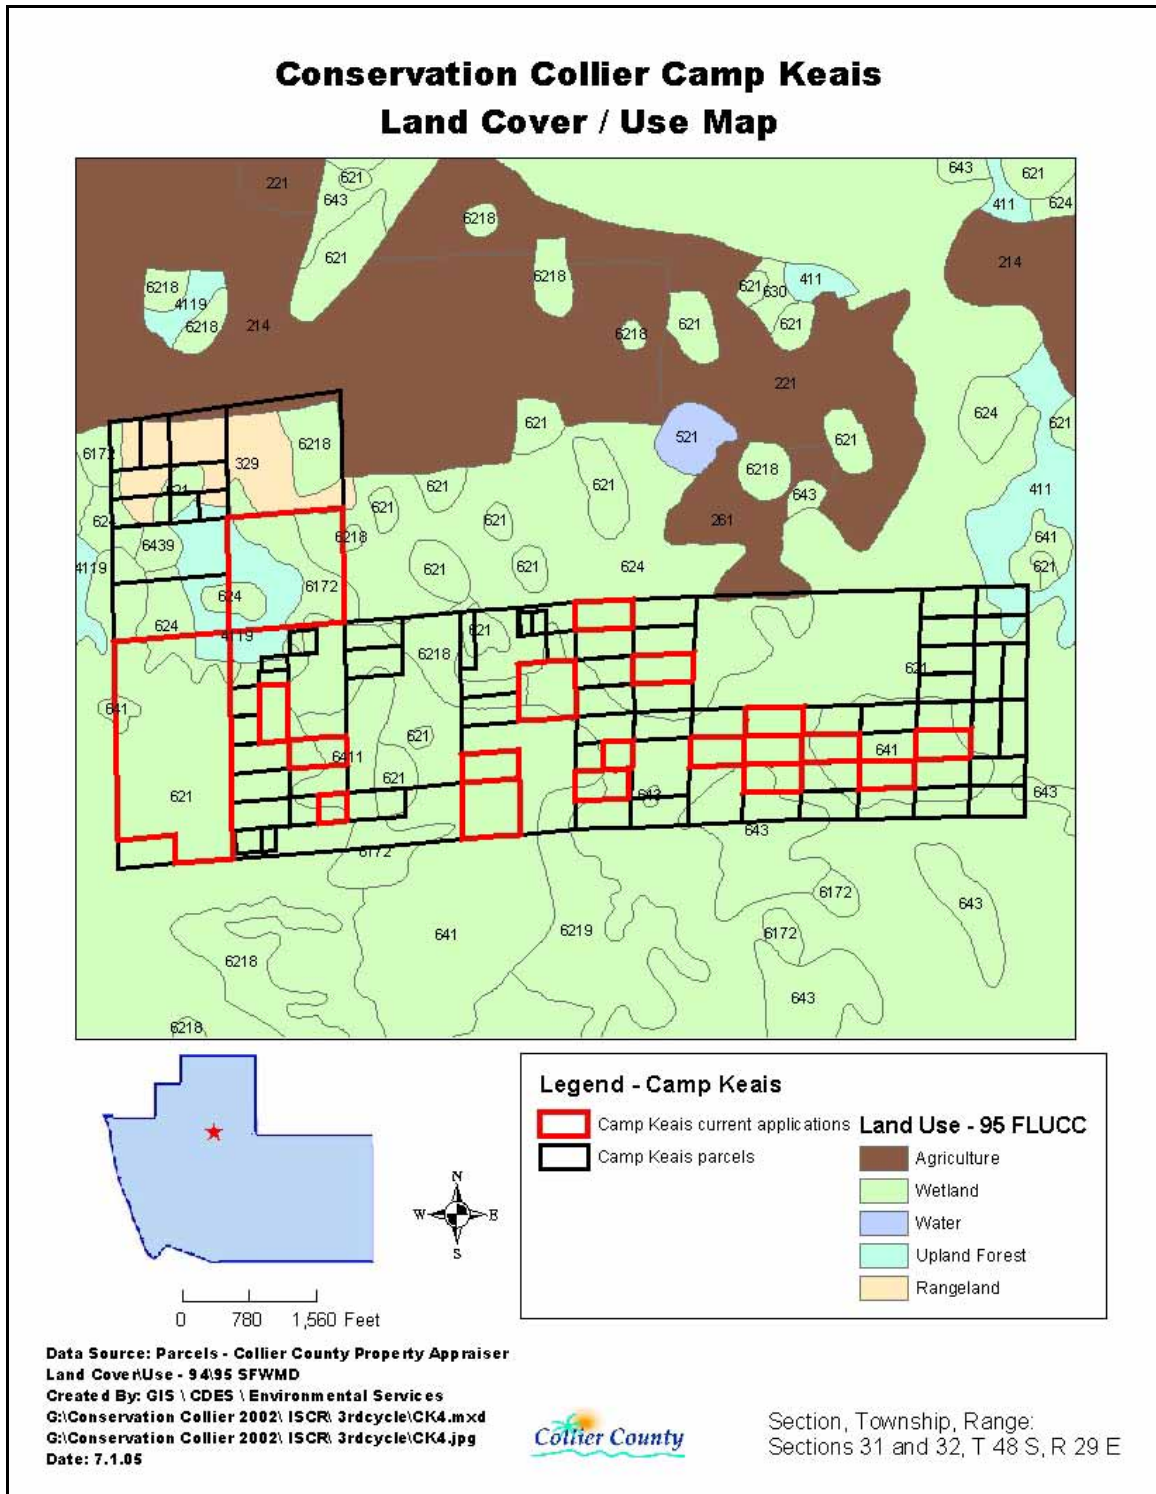 Conservation Collier Camp Keais
Land Cover / Use Map
221
621
643
621
6218
6218
6218
4119
6218
214
6218
621
621
630
411
621
643
621
411
624
214
221
624
621
411
641
621
521
6218
621
643
261
621
6218
329
6439
4119
624
624
6172
6218
621
621
621
621
621
621
624
4119
621
6218
641
621
621
621
6411
621
641
643
643
643
6172
641
6219
6218
6218
6172
6172
643
643
Legend - Camp Keais
Camp Keais current applications
Camp Keais parcels
Land Use - 95 FLUCC
Agriculture
Wetland
Water
Upland Forest
Rangeland
N
W E
S
0 780 1,560 Feet
Data Source: Parcels - Collier County Property Appraiser
Land Cover\Use - 94\95 SFWMD
Created By: GIS \ CDES \ Environmental Services
G:\Conservation Collier 2002\ ISCR\ 3rdcycle\CK4.mxd
G:\Conservation Collier 2002\ ISCR\ 3rdcycle\CK4.jpg
Date: 7.1.05
Collier County
Section, Township, Range:
Sections 31 and 32, T 48 S, R 29 E